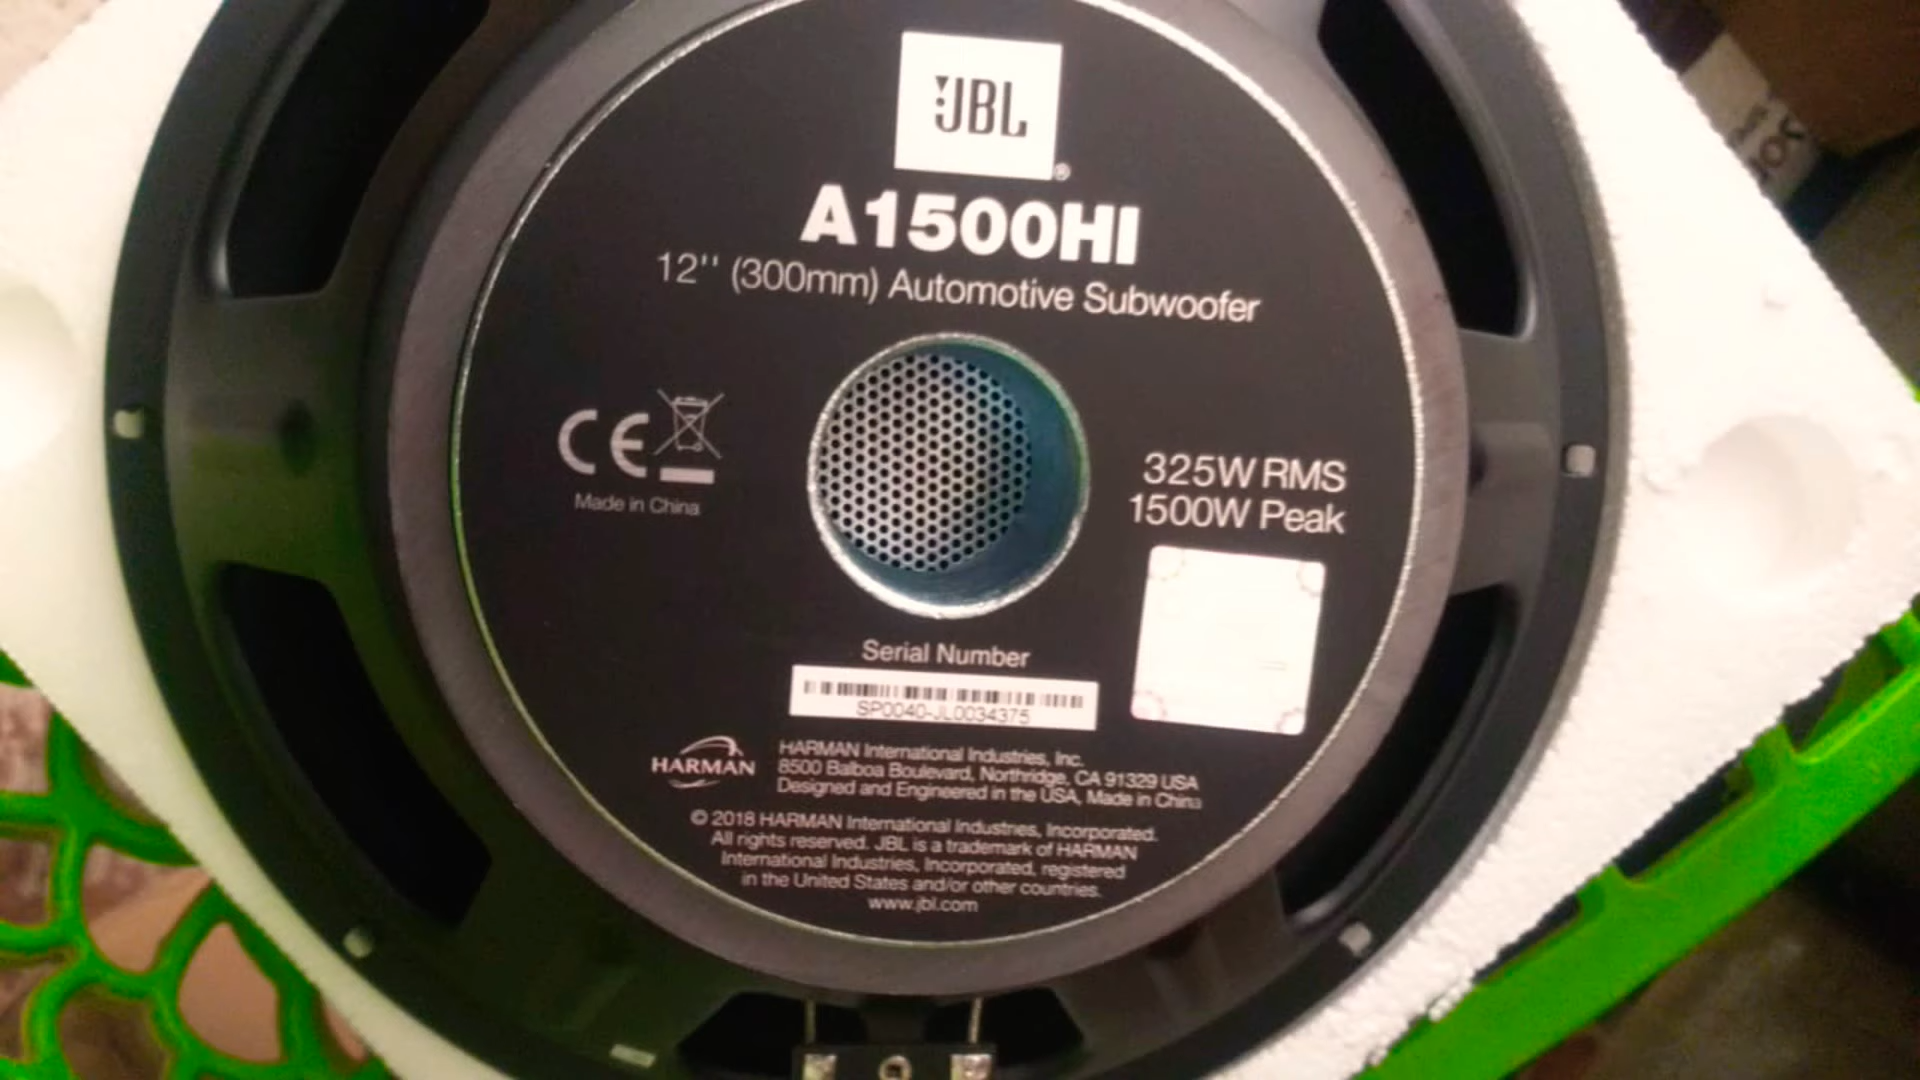 JBL
®
A1500HI
12'' (300mm) Automotive Subwoofer
CE
Made in China
325W RMS
1500W Peak
Serial Number
SP0040-JL0034375
HARMAN
HARMAN International Industries, Inc.
8500 Balboa Boulevard, Northridge, CA 91329 USA
Designed and Engineered in the USA, Made in China
© 2018 HARMAN International Industries, Incorporated.
All rights reserved. JBL is a trademark of HARMAN
International Industries, Incorporated, registered
in the United States and/or other countries.
www.jbl.com